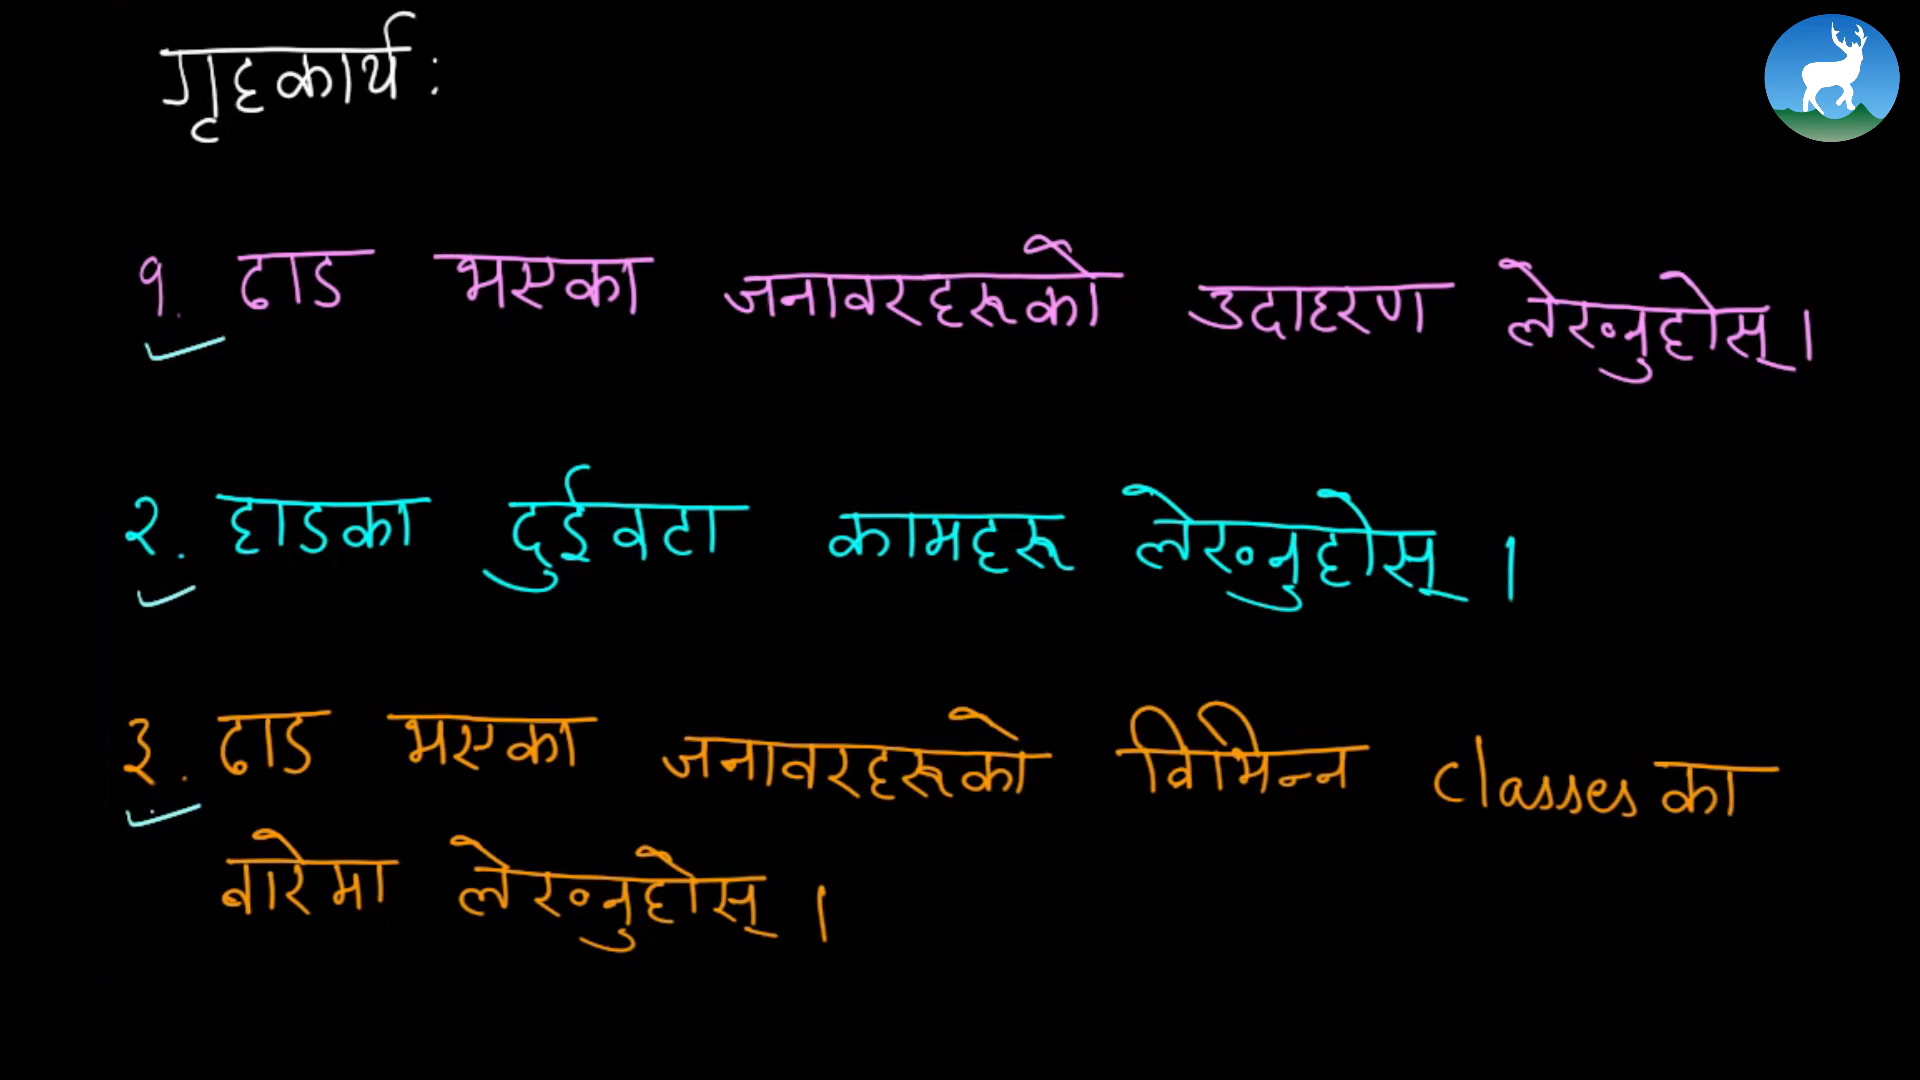 गृहकार्य:
१. ढाड भएका जनावरहरूको उदाहरण लेख्नुहोस्।
२. हाडका दुईवटा कामहरू लेख्नुहोस्।
३. ढाड भएका जनावरहरूको विभिन्न classes का
बारेमा लेख्नुहोस्।